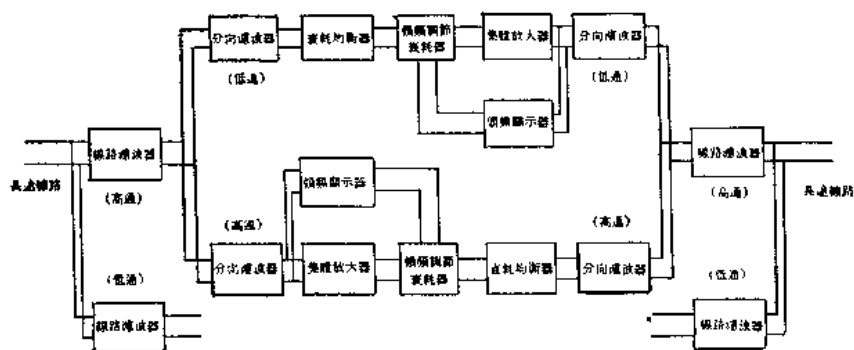 分向濾波器
衰耗均衡器
領頻調節
衰耗器
集體放大器
分向濾波器
(低通)
(低通)
領頻顯示器
線路濾波器
線路濾波器
長途線路
(高通)
(高通)
長途線路
領頻顯示器
(高通)
(高通)
分向濾波器
集體放大器
領頻調節
衰耗器
衰耗均衡器
分向濾波器
(低通)
(低通)
線路濾波器
線路濾波器